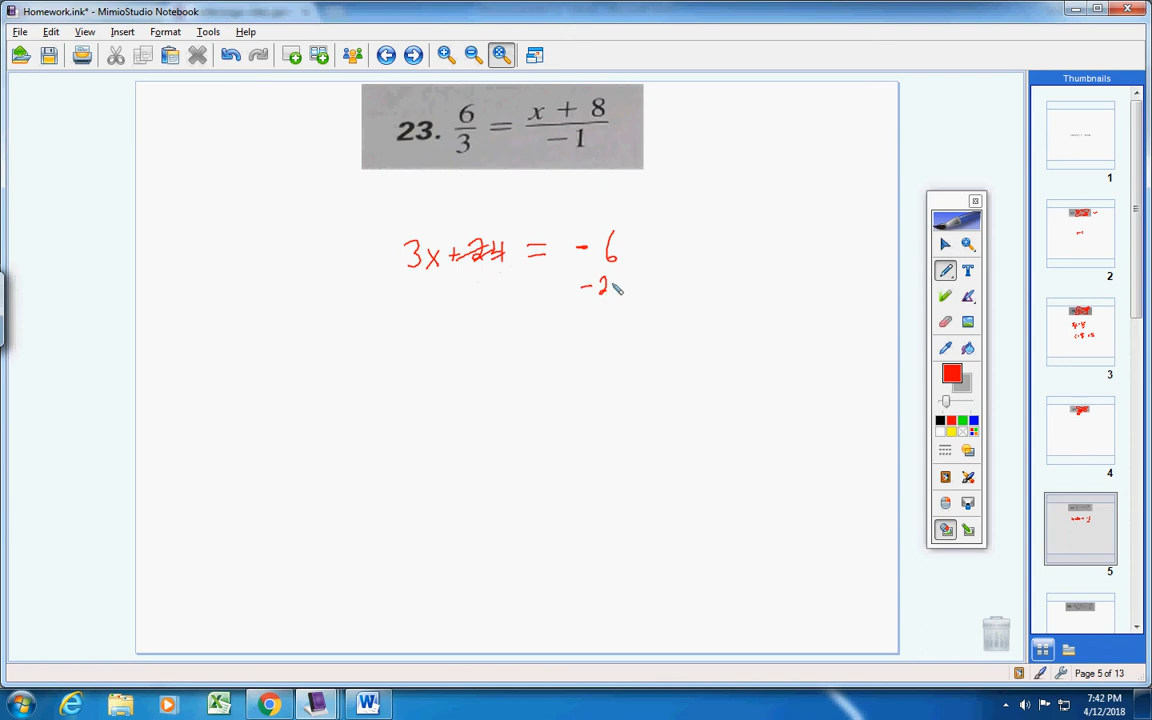 Homework.ink* - MimioStudio Notebook
File Edit View Insert Format Tools Help
Thumbnails
23. 6/3 = x + 8/-1
3x+24 = - 6
-2
T
1
2
3
4
5
Page 5 of 13
7:42 PM
4/12/2018